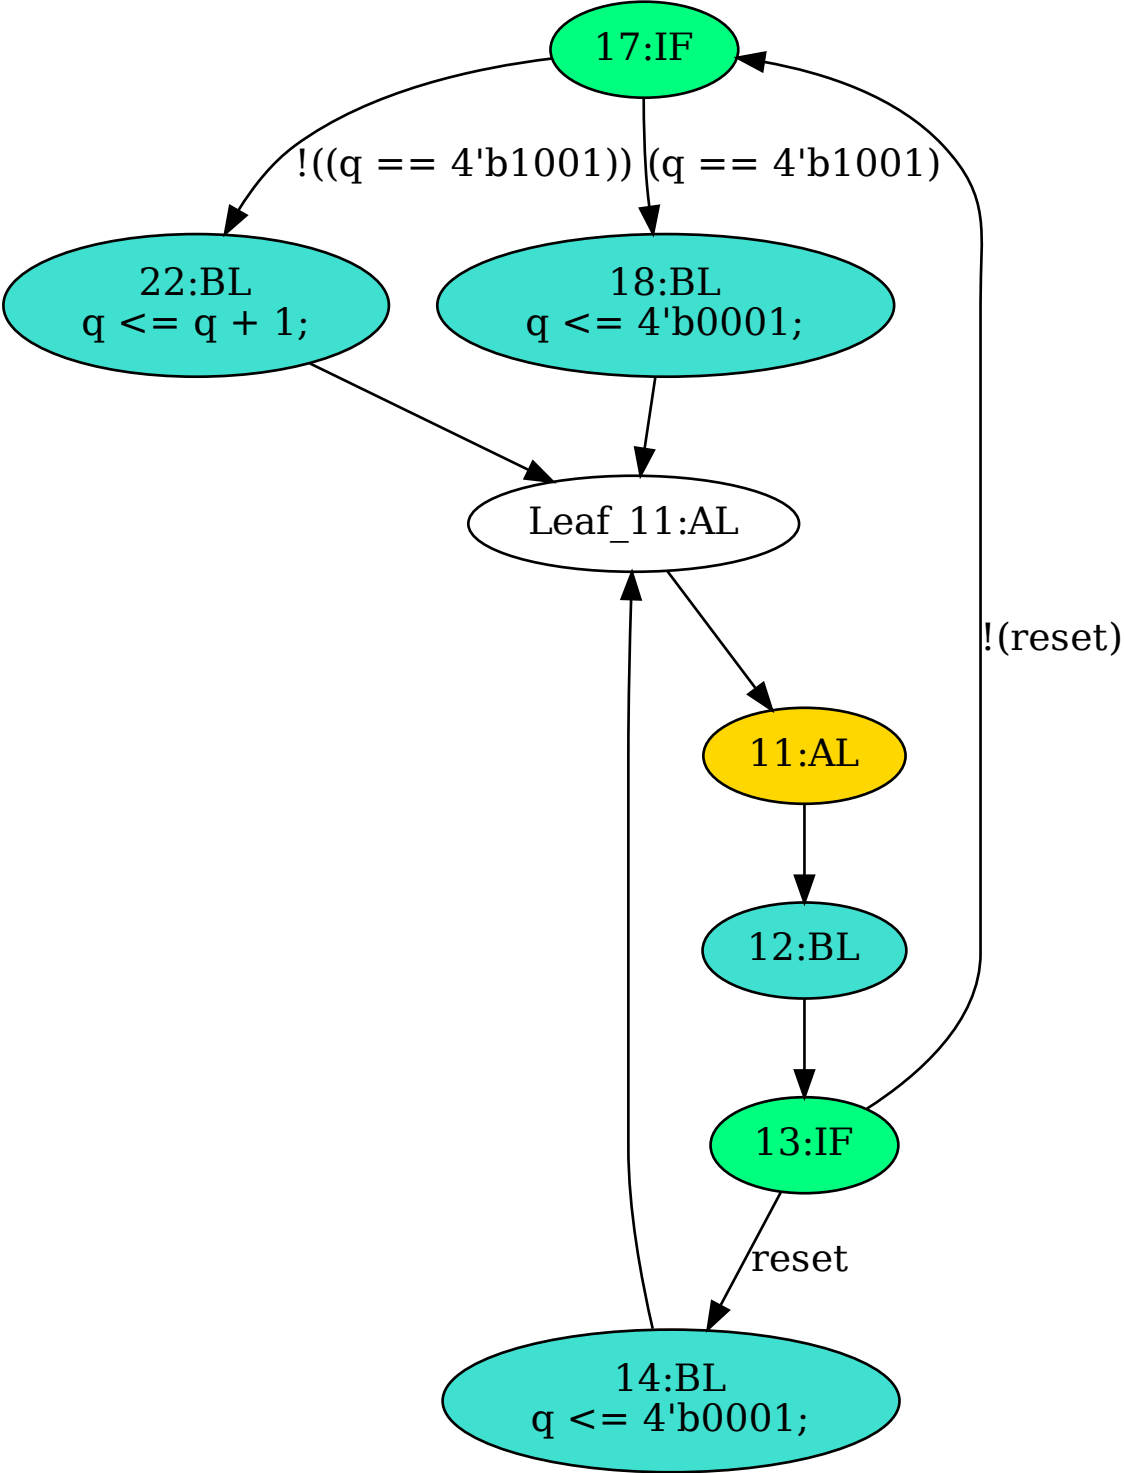 17:IF
!((q == 4'b1001))
(q == 4'b1001)
22:BL
q <= q + 1;
18:BL
q <= 4'b0001;
Leaf_11:AL
!(reset)
11:AL
12:BL
13:IF
reset
14:BL
q <= 4'b0001;